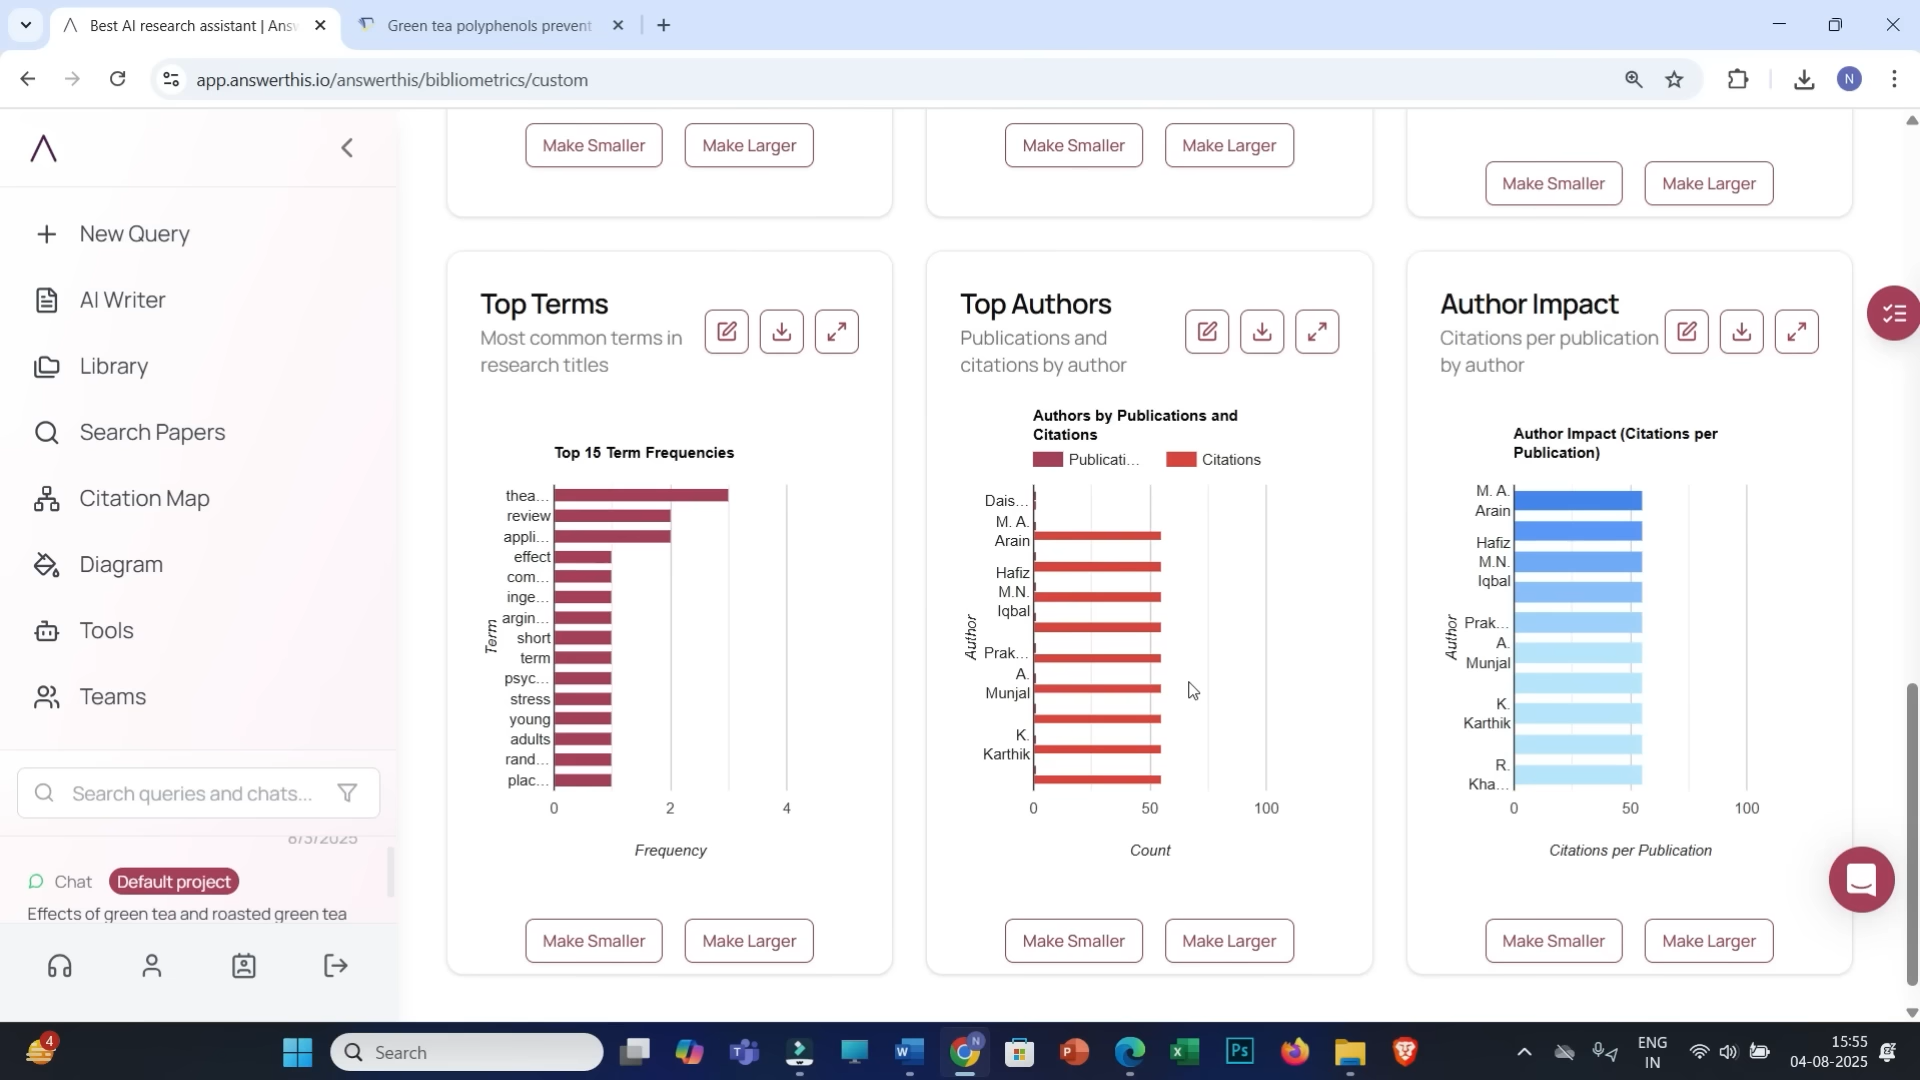 Best AI research assistant | Answ
Green tea polyphenols prevent
app.answerthis.io/answerthis/bibliometrics/custom
N
New Query
AI Writer
Library
Search Papers
Citation Map
Diagram
Tools
Teams
Search queries and chats...
8/3/2025
Chat
Default project
Effects of green tea and roasted green tea
Make Smaller
Make Larger
Make Smaller
Make Larger
Make Smaller
Make Larger
Top Terms
Most common terms in
research titles
Top 15 Term Frequencies
thea...
review
appli...
effect
com...
inge...
argin...
short
term
psyc...
stress
young
adults
rand...
plac...
Term
0
2
4
Frequency
Make Smaller
Make Larger
Top Authors
Publications and
citations by author
Authors by Publications and
Citations
Publicati...
Citations
Dais...
M. A.
Arain
Hafiz
M.N.
Iqbal
Prak...
A.
Munjal
K.
Karthik
Author
0
50
100
Count
Make Smaller
Make Larger
Author Impact
Citations per publication
by author
Author Impact (Citations per
Publication)
M. A.
Arain
Hafiz
M.N.
Iqbal
Prak...
A.
Munjal
K.
Karthik
R.
Kha...
Author
0
50
100
Citations per Publication
Make Smaller
Make Larger
4
Search
N
Ps
ENG
IN
15:55
04-08-2025